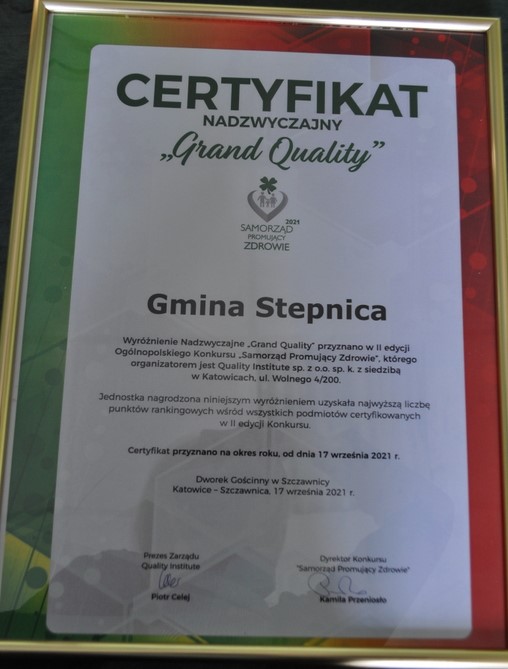 CERTYFIKAT
NADZWYCZAJNY
„Grand Quality”
2021
SAMORZĄD
PROMUJĄCY
ZDROWIE
Gmina Stepnica
Wyróżnienie Nadzwyczajne „Grand Quality” przyznano w II edycji
Ogólnopolskiego Konkursu „Samorząd Promujący Zdrowie”, którego
organizatorem jest Quality Institute sp. z o.o. sp. k. z siedzibą
w Katowicach, ul. Wolnego 4/200.
Jednostka nagrodzona niniejszym wyróżnieniem uzyskała najwyższą liczbę
punktów rankingowych wśród wszystkich podmiotów certyfikowanych
w II edycji Konkursu.
Certyfikat przyznano na okres roku, od dnia 17 września 2021 r.
Dworek Gościnny w Szczawnicy
Katowice – Szczawnica, 17 września 2021 r.
Prezes Zarządu
Quality Institute
Piotr Celej
Dyrektor Konkursu
"Samorząd Promujący Zdrowie"
Kamila Przeniosło